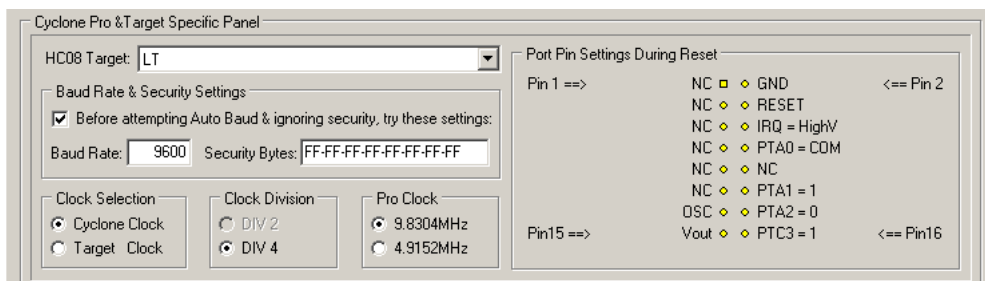 Cyclone Pro &Target Specific Panel
HC08 Target: LT
Baud Rate & Security Settings
Before attempting Auto Baud & ignoring security, try these settings:
Baud Rate: 9600 Security Bytes: FF-FF-FF-FF-FF-FF-FF-FF
Clock Selection
Cyclone Clock
Target Clock
Clock Division
DIV 2
DIV 4
Pro Clock
9.8304MHz
4.9152MHz
Port Pin Settings During Reset
Pin 1 ==> NC GND <== Pin 2
NC RESET
NC IRQ = HighV
NC PTA0 = COM
NC NC
NC PTA1 = 1
OSC PTA2 = 0
Pin15 ==> Vout PTC3 = 1 <== Pin16